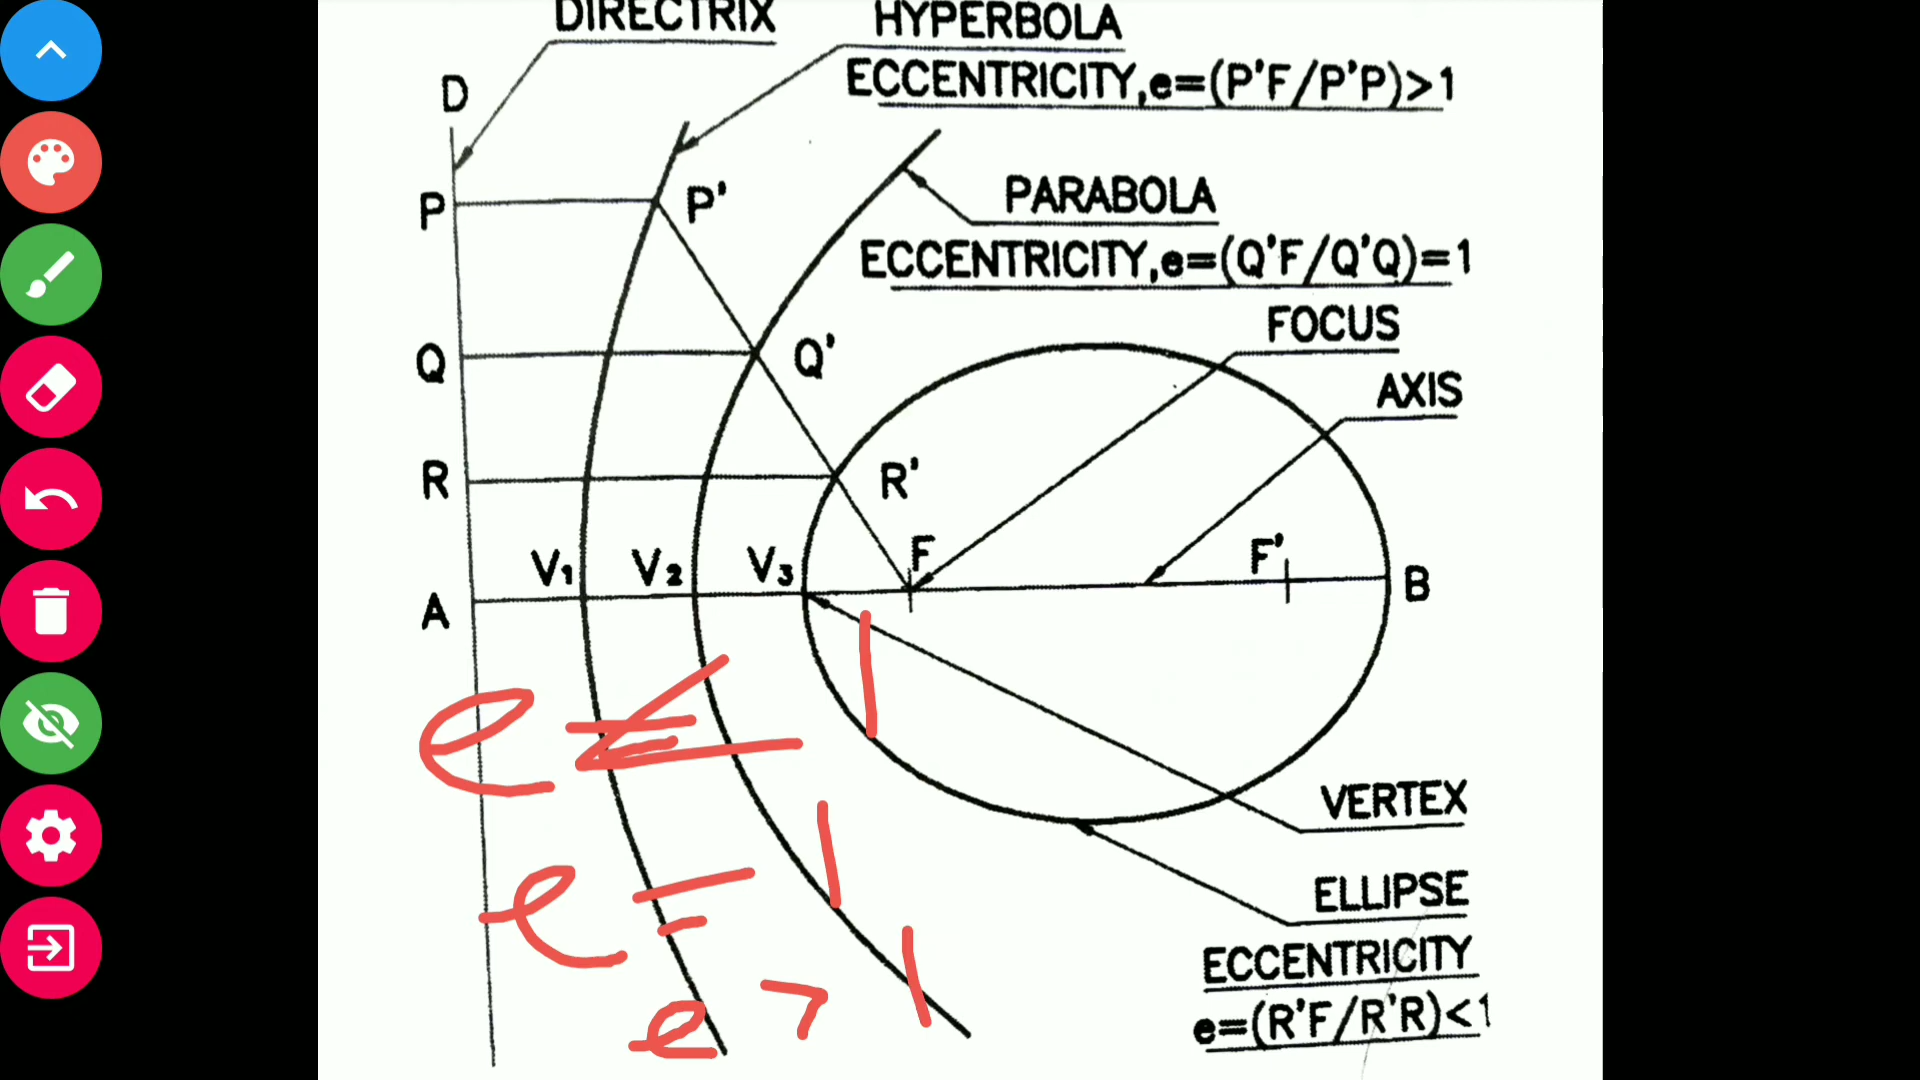 DIRECTRIX
HYPERBOLA
ECCENTRICITY,e=(P'F/P'P)>1
D
P
P'
PARABOLA
ECCENTRICITY,e=(Q'F/Q'Q)=1
FOCUS
Q
Q'
AXIS
R
R'
V₁
V₂
V₃
F
F'
A
B
e < 1
e = 1
e > 1
VERTEX
ELLIPSE
ECCENTRICITY
e=(R'F/R'R)<1